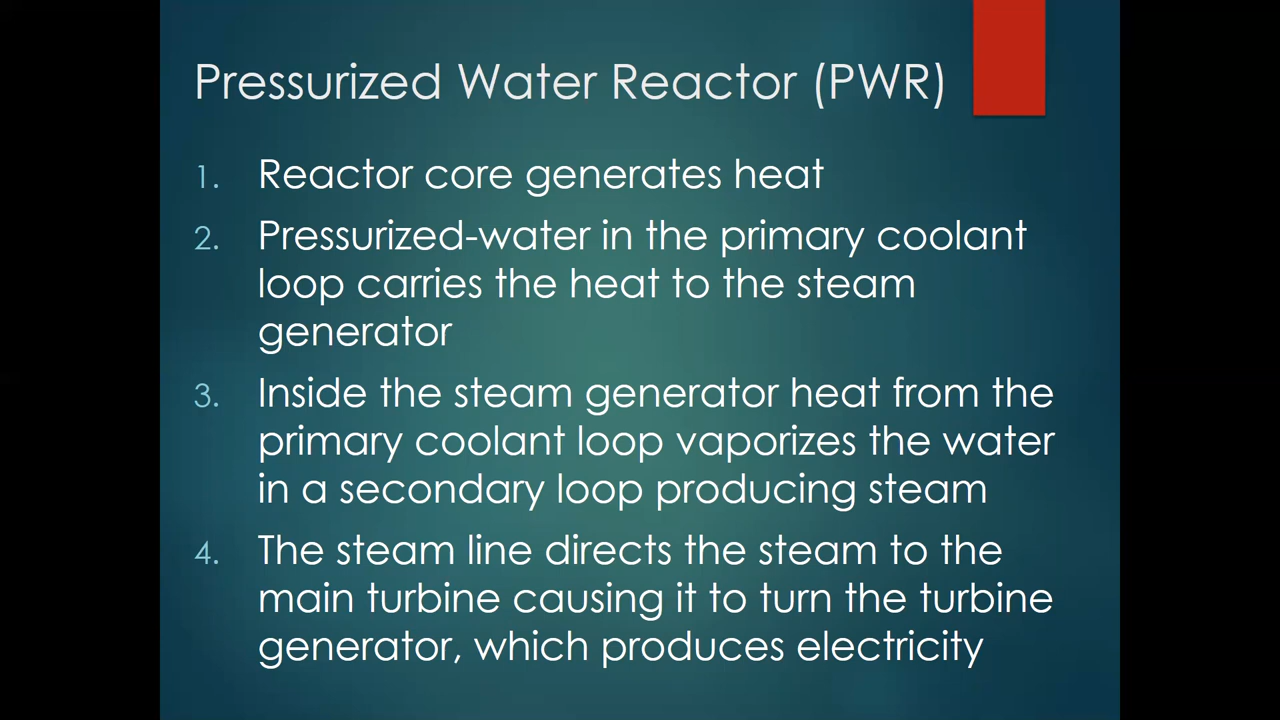 Pressurized Water Reactor (PWR)
1. Reactor core generates heat
2. Pressurized-water in the primary coolant
loop carries the heat to the steam
generator
3. Inside the steam generator heat from the
primary coolant loop vaporizes the water
in a secondary loop producing steam
4. The steam line directs the steam to the
main turbine causing it to turn the turbine
generator, which produces electricity